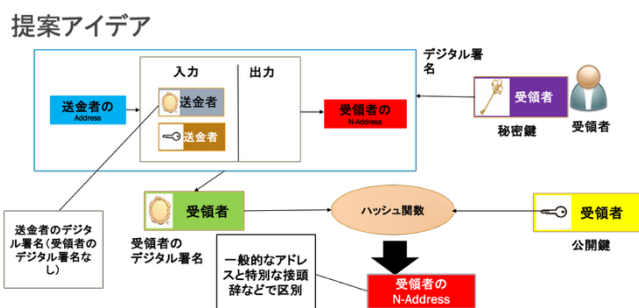 提案アイデア
デジタル署
名
入力
出力
送金者の
Address
送金者
送金者
受領者の
N-Address
受領者
秘密鍵
受領者
送金者のデジタ
ル署名(受領者の
デジタル署名な
し)
受領者
受領者の
デジタル署名
ハッシュ関数
受領者
公開鍵
一般的なアドレ
スと特別な接頭
辞などで区別
受領者の
N-Address